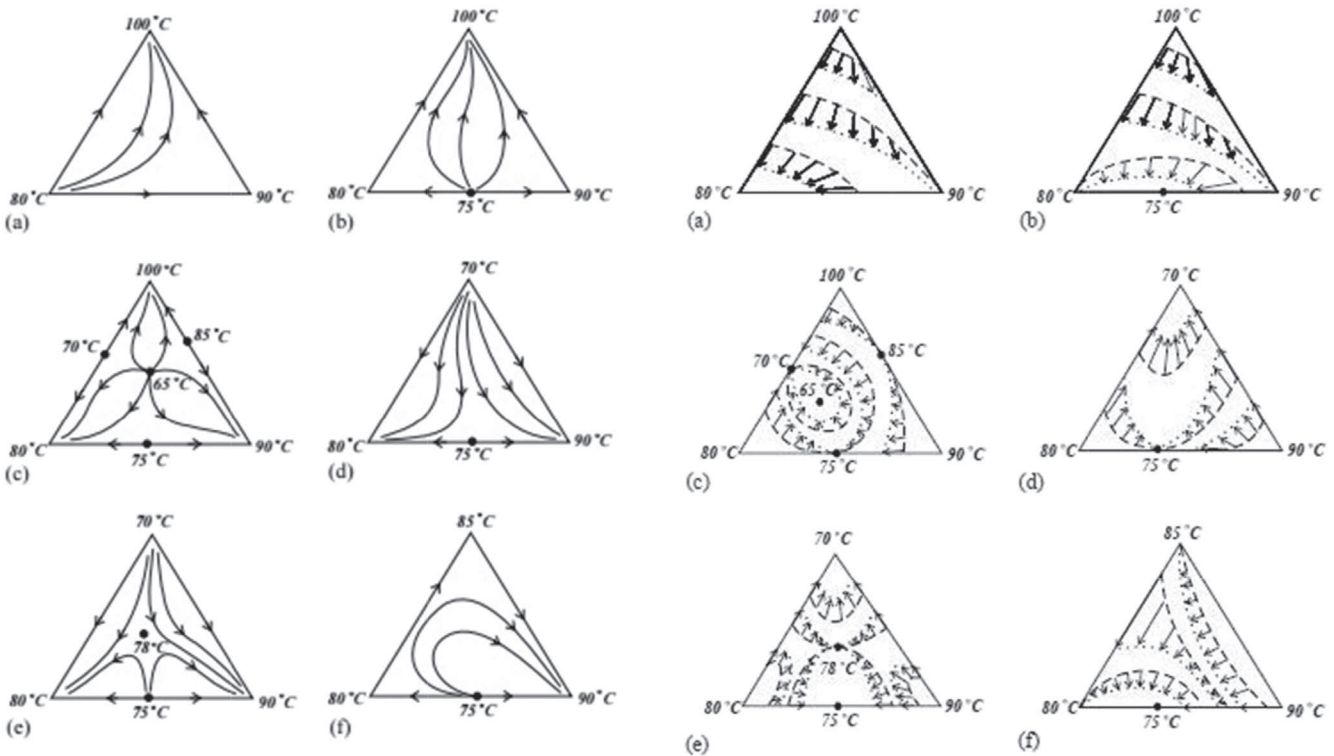 100°C 100°C 100°C 100°C
80°C 90°C 80°C 75°C 90°C 80°C 90°C 80°C 75°C 90°C
(a) (b) (a) (b)
100°C 70°C 100°C 70°C
70°C 85°C 70°C 85°C
65°C 65°C
80°C 75°C 90°C 80°C 75°C 90°C 80°C 75°C 90°C 80°C 75°C 90°C
(c) (d) (c) (d)
70°C 85°C 70°C 85°C
78°C 78°C
80°C 75°C 90°C 80°C 75°C 90°C 80°C 75°C 90°C 80°C 75°C 90°C
(e) (f) (e) (f)